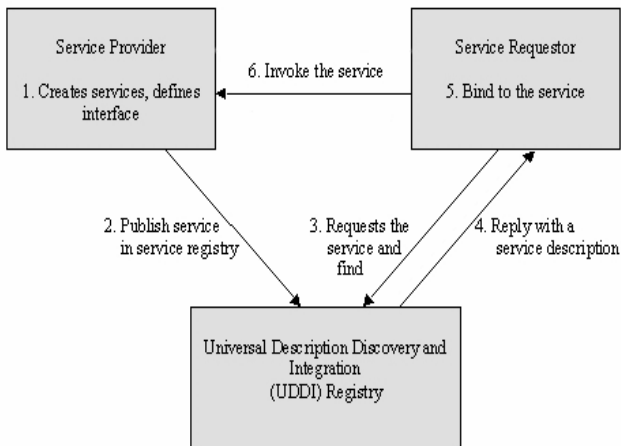 Service Provider
1. Creates services, defines
interface
6. Invoke the service
Service Requestor
5. Bind to the service
2. Publish service
in service registry
3. Requests the
service and
find
4. Reply with a
service description
Universal Description Discovery and
Integration
(UDDI) Registry